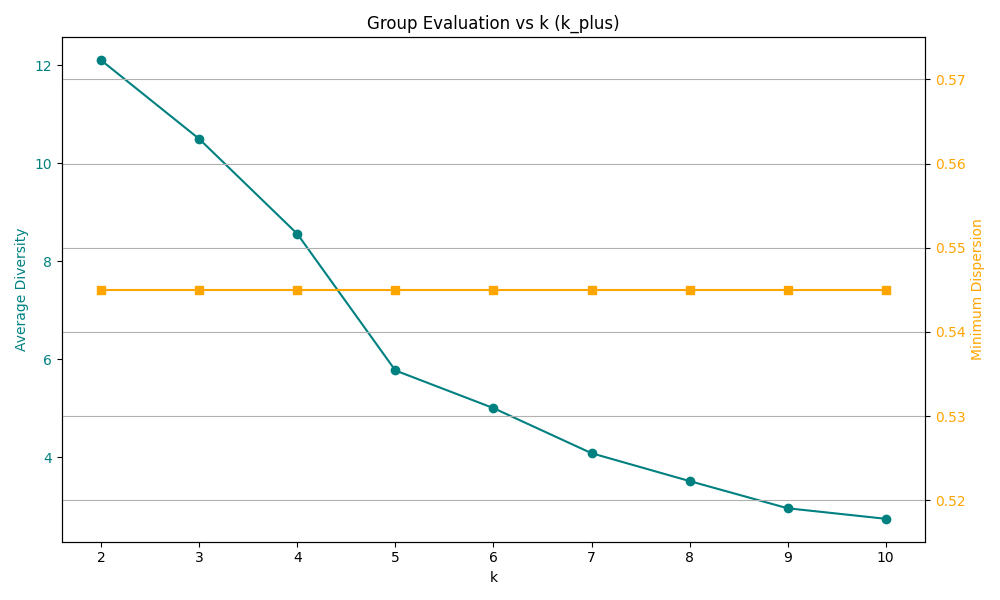 Group Evaluation vs k (k_plus)
Average Diversity
12
10
8
6
4
0.57
0.56
0.55
0.54
0.53
0.52
Minimum Dispersion
2 3 4 5 6 7 8 9 10
k